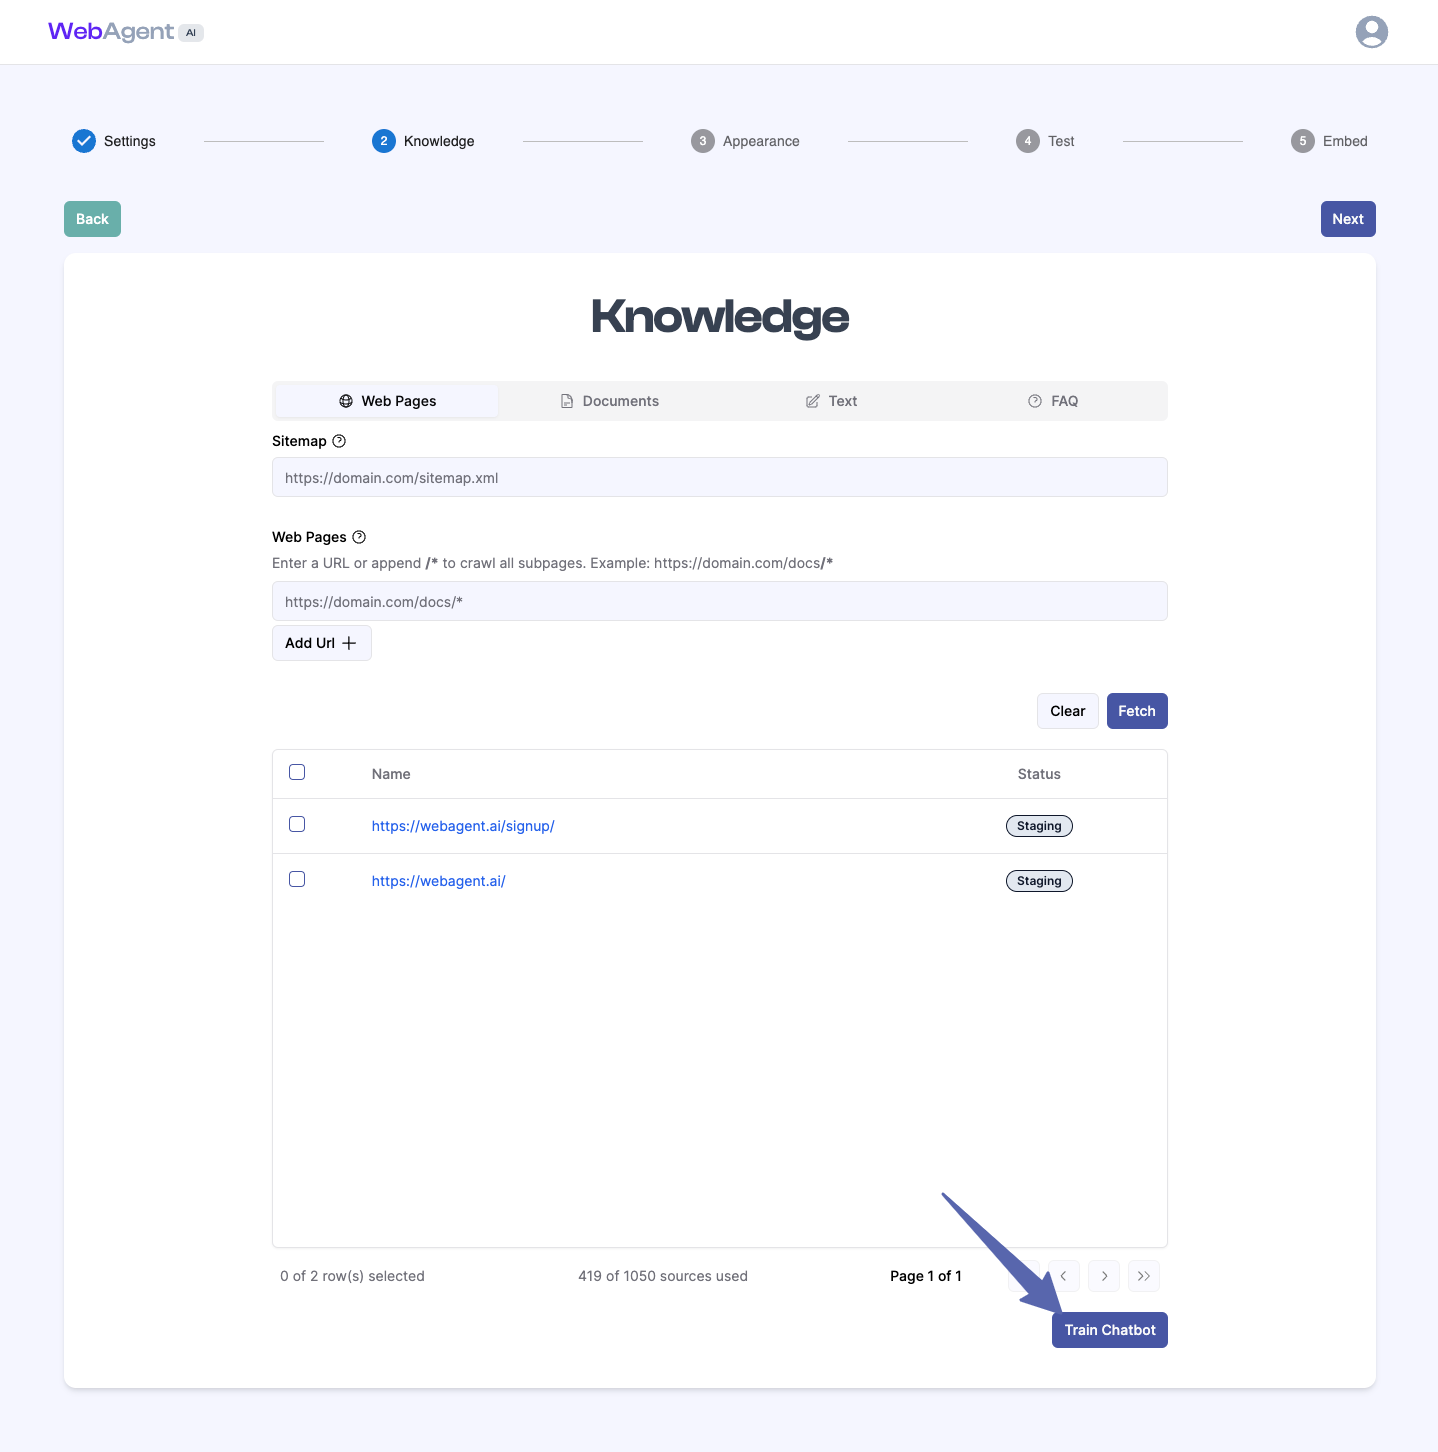 WebAgent AI
Settings
2 Knowledge
3 Appearance
4 Test
5 Embed
Back
Next
Knowledge
Web Pages
Documents
Text
FAQ
Sitemap
https://domain.com/sitemap.xml
Web Pages
Enter a URL or append /* to crawl all subpages. Example: https://domain.com/docs/*
https://domain.com/docs/*
Add Url
Clear
Fetch
Name
Status
https://webagent.ai/signup/
Staging
https://webagent.ai/
Staging
0 of 2 row(s) selected
419 of 1050 sources used
Page 1 of 1
Train Chatbot